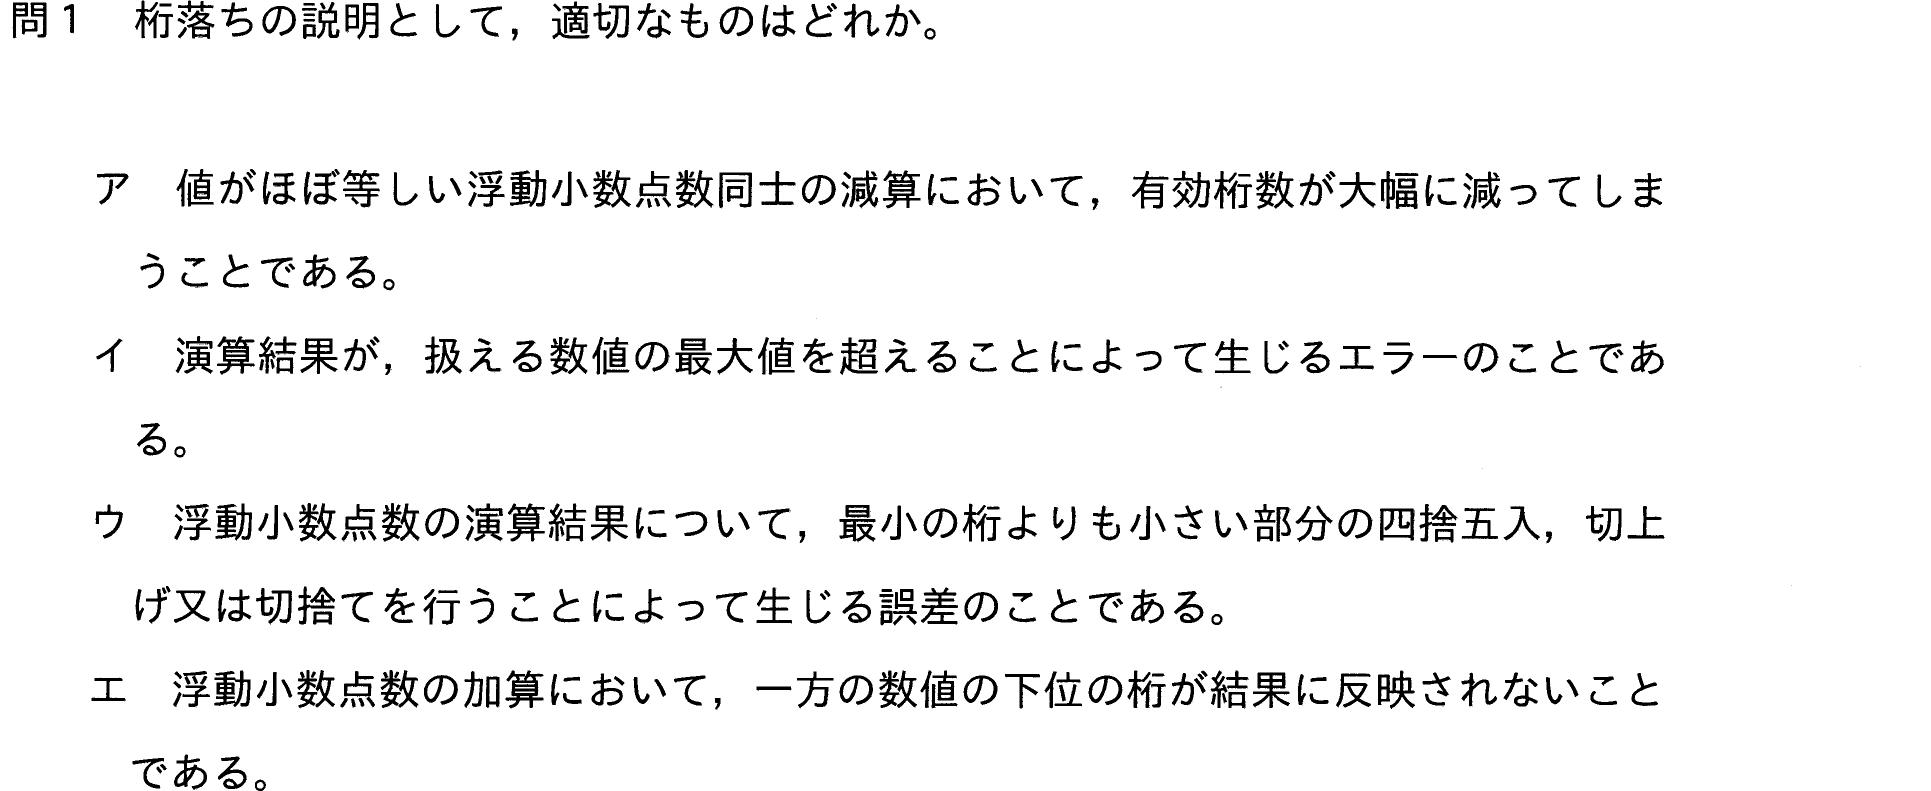 問1　桁落ちの説明として，適切なものはどれか。
ア　値がほぼ等しい浮動小数点数同士の減算において，有効桁数が大幅に減ってしま
うことである。
イ　演算結果が，扱える数値の最大値を超えることによって生じるエラーのことであ
る。
ウ　浮動小数点数の演算結果について，最小の桁よりも小さい部分の四捨五入，切上
げ又は切捨てを行うことによって生じる誤差のことである。
エ　浮動小数点数の加算において，一方の数値の下位の桁が結果に反映されないこと
である。